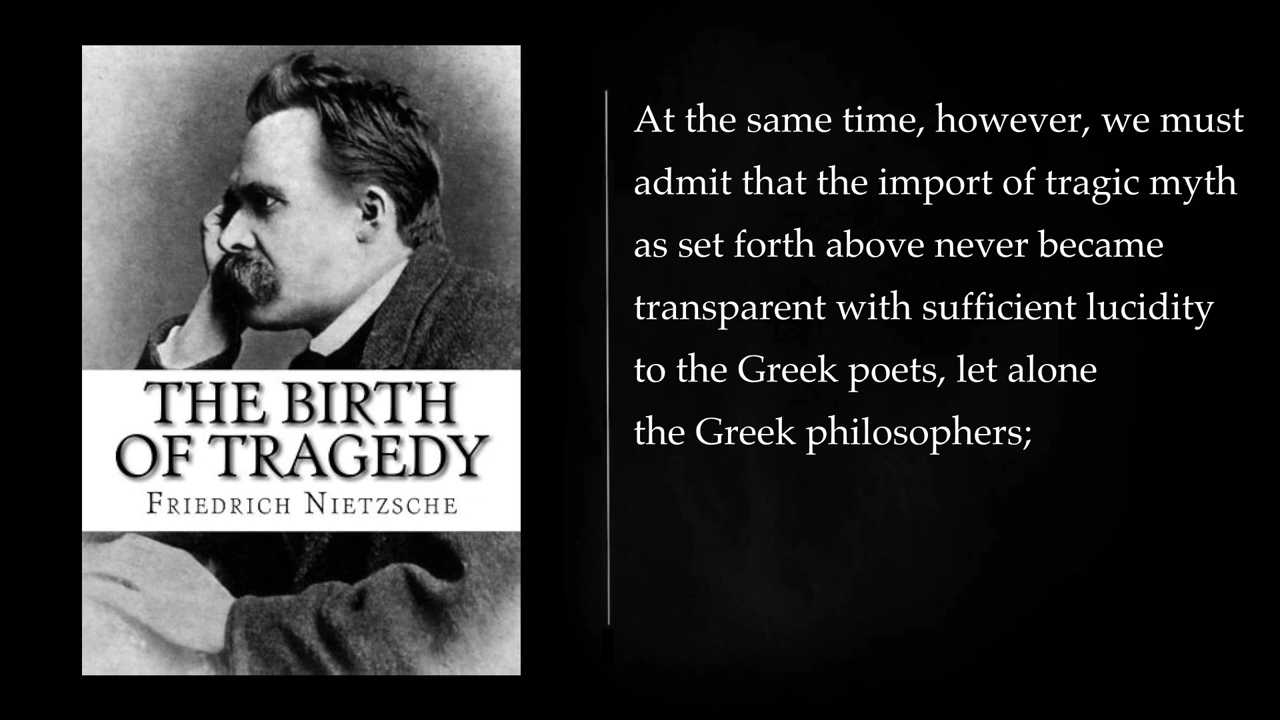 THE BIRTH
OF TRAGEDY
FRIEDRICH NIETZSCHE
At the same time, however, we must
admit that the import of tragic myth
as set forth above never became
transparent with sufficient lucidity
to the Greek poets, let alone
the Greek philosophers;